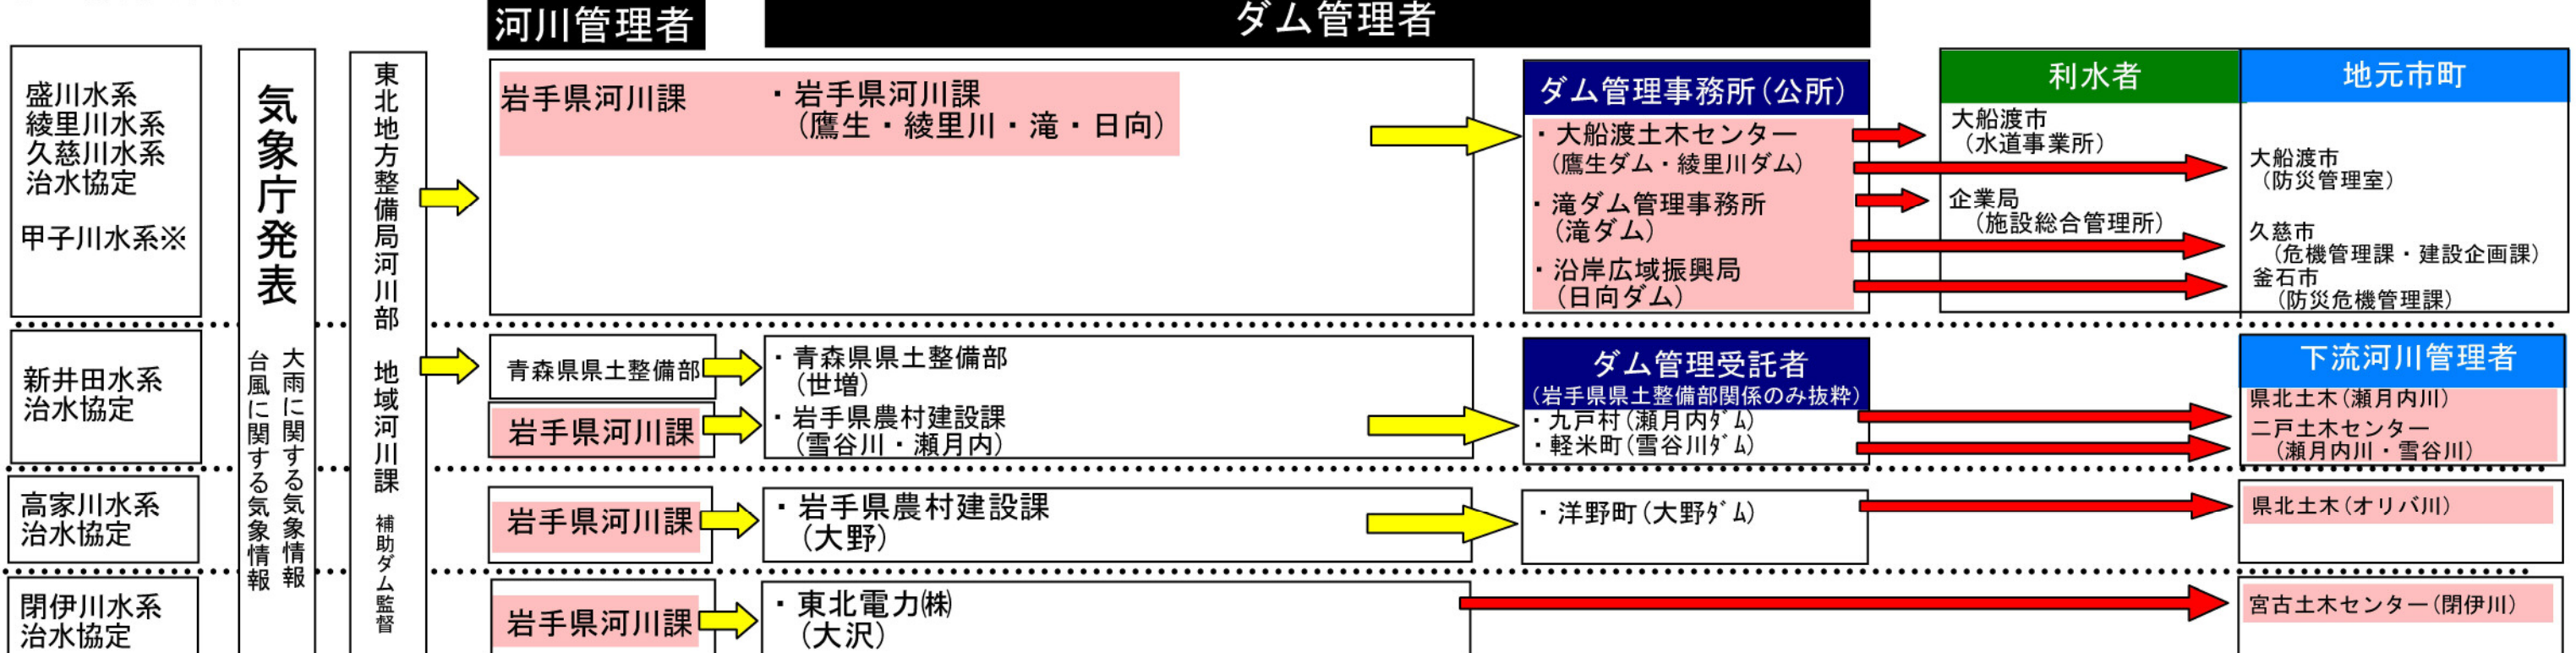 河川管理者
ダム管理者
盛川水系
綾里川水系
久慈川水系
治水協定
甲子川水系※
気象庁発表
大雨に関する気象情報
台風に関する気象情報
東北地方整備局河川部 地域河川課 補助ダム監督
岩手県河川課
・岩手県河川課
(鷹生・綾里川・滝・日向)
ダム管理事務所(公所)
・大船渡土木センター
(鷹生ダム・綾里川ダム)
・滝ダム管理事務所
(滝ダム)
・沿岸広域振興局
(日向ダム)
利水者
大船渡市
(水道事業所)
企業局
(施設総合管理所)
地元市町
大船渡市
(防災管理室)
久慈市
(危機管理課・建設企画課)
釜石市
(防災危機管理課)
新井田水系
治水協定
青森県県土整備部
岩手県河川課
・青森県県土整備部
(世増)
・岩手県農村建設課
(雪谷川・瀬月内)
ダム管理受託者
(岩手県県土整備部関係のみ抜粋)
・九戸村(瀬月内ダム)
・軽米町(雪谷川ダム)
下流河川管理者
県北土木(瀬月内川)
二戸土木センター
(瀬月内川・雪谷川)
高家川水系
治水協定
岩手県河川課
・岩手県農村建設課
(大野)
・洋野町(大野ダム)
県北土木(オリバ川)
閉伊川水系
治水協定
岩手県河川課
・東北電力㈱
(大沢)
宮古土木センター(閉伊川)